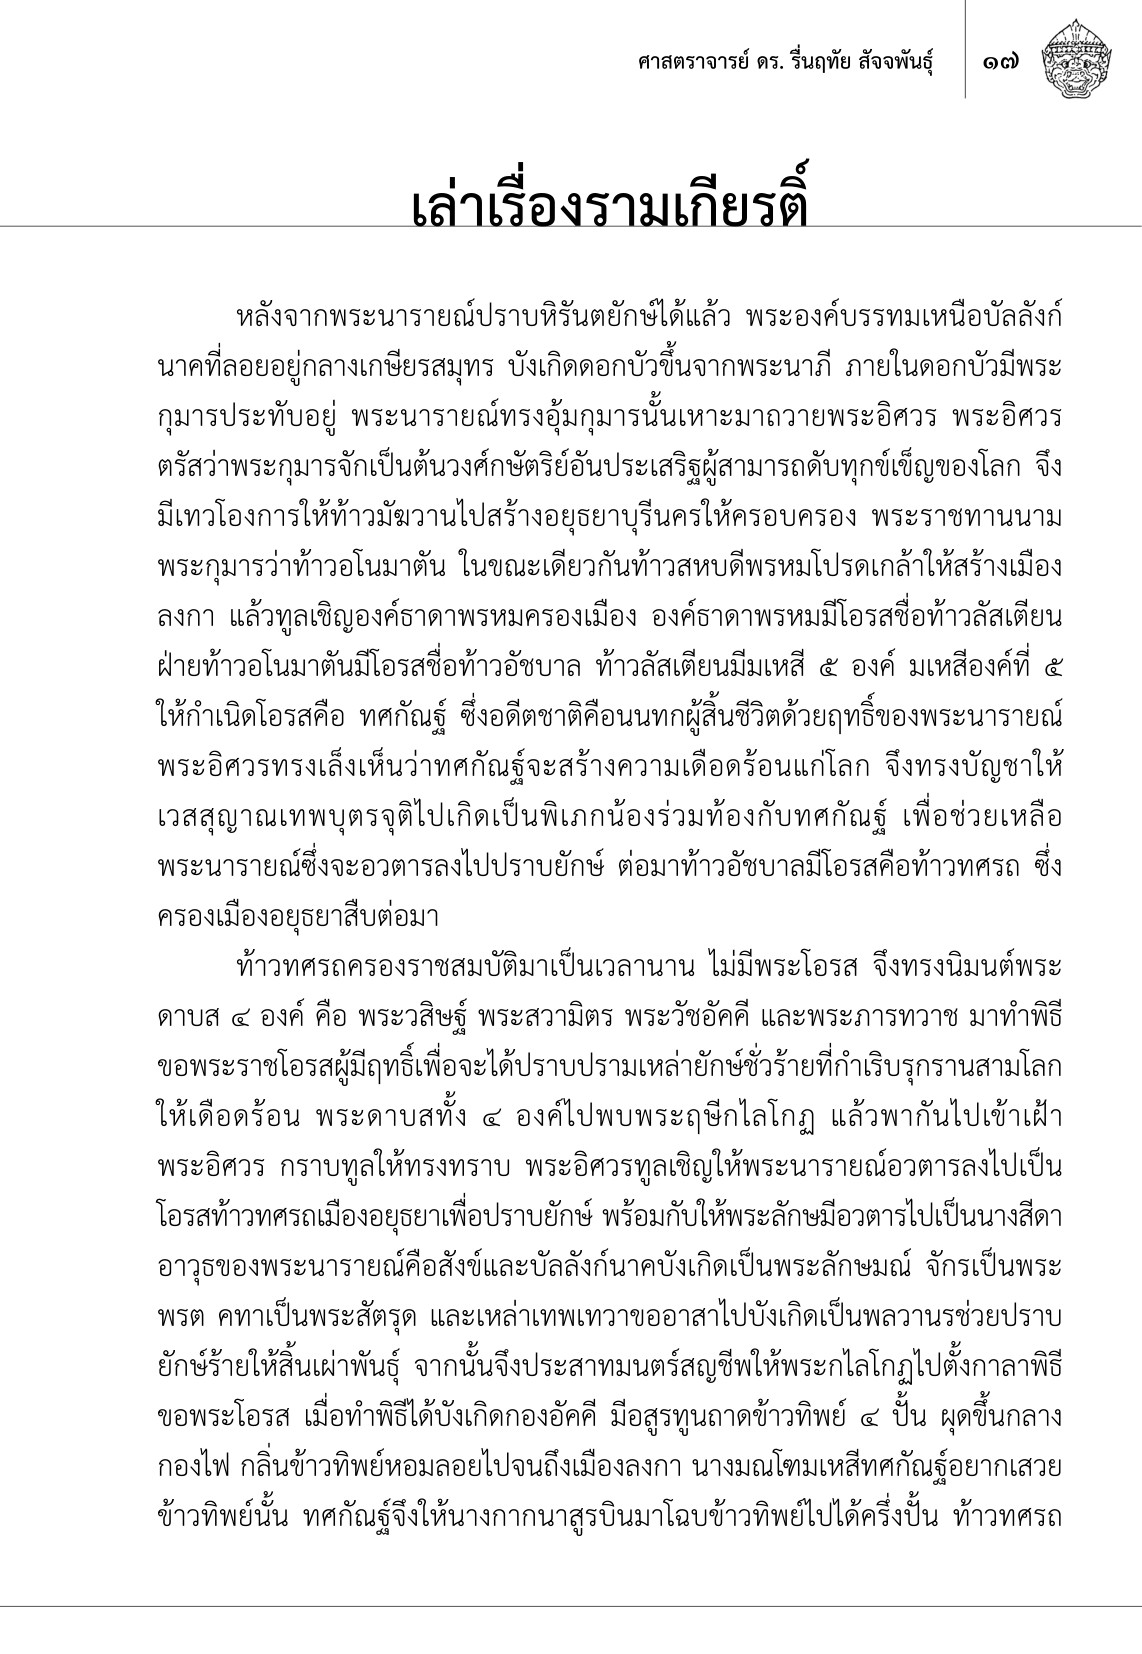 ศาสตราจารย์ ดร. รื่นฤทัย สัจจพันธุ์ ๑๗
เล่าเรื่องรามเกียรติ์
หลังจากพระนารายณ์ปราบหิรันตยักษ์ได้แล้ว พระองค์บรรทมเหนือบัลลังก์
นาคที่ลอยอยู่กลางเกษียรสมุทร บังเกิดดอกบัวขึ้นจากพระนาภี ภายในดอกบัวมีพระ
กุมารประทับอยู่ พระนารายณ์ทรงอุ้มกุมารนั้นเหาะมาถวายพระอิศวร พระอิศวร
ตรัสว่าพระกุมารจักเป็นต้นวงศ์กษัตริย์อันประเสริฐผู้สามารถดับทุกข์เข็ญของโลก จึง
มีเทวโองการให้ท้าวมัฆวานไปสร้างอยุธยาบุรีนครให้ครอบครอง พระราชทานนาม
พระกุมารว่าท้าวอโนมาตัน ในขณะเดียวกันท้าวสหบดีพรหมโปรดเกล้าให้สร้างเมือง
ลงกา แล้วทูลเชิญองค์ธาดาพรหมครองเมือง องค์ธาดาพรหมมีโอรสชื่อท้าวลัสเตียน
ฝ่ายท้าวอโนมาตันมีโอรสชื่อท้าวอัชบาล ท้าวลัสเตียนมีมเหสี ๕ องค์ มเหสีองค์ที่ ๕
ให้กำเนิดโอรสคือ ทศกัณฐ์ ซึ่งอดีตชาติคือนนทกผู้สิ้นชีวิตด้วยฤทธิ์ของพระนารายณ์
พระอิศวรทรงเล็งเห็นว่าทศกัณฐ์จะสร้างความเดือดร้อนแก่โลก จึงทรงบัญชาให้
เวสสุญาณเทพบุตรจุติไปเกิดเป็นพิเภกน้องร่วมท้องกับทศกัณฐ์ เพื่อช่วยเหลือ
พระนารายณ์ซึ่งจะอวตารลงไปปราบยักษ์ ต่อมาท้าวอัชบาลมีโอรสคือท้าวทศรถ ซึ่ง
ครองเมืองอยุธยาสืบต่อมา
ท้าวทศรถครองราชสมบัติมาเป็นเวลานาน ไม่มีพระโอรส จึงทรงนิมนต์พระ
ดาบส ๔ องค์ คือ พระวสิษฐ์ พระสวามิตร พระวัชอัคคี และพระภารทวาช มาทำพิธี
ขอพระราชโอรสผู้มีฤทธิ์เพื่อจะได้ปราบปรามเหล่ายักษ์ชั่วร้ายที่กำเริบรุกรานสามโลก
ให้เดือดร้อน พระดาบสทั้ง ๔ องค์ไปพบพระฤษีกไลโกฏ แล้วพากันไปเข้าเฝ้า
พระอิศวร กราบทูลให้ทรงทราบ พระอิศวรทูลเชิญให้พระนารายณ์อวตารลงไปเป็น
โอรสท้าวทศรถเมืองอยุธยาเพื่อปราบยักษ์ พร้อมกับให้พระลักษมีอวตารไปเป็นนางสีดา
อาวุธของพระนารายณ์คือสังข์และบัลลังก์นาคบังเกิดเป็นพระลักษมณ์ จักรเป็นพระ
พรต คทาเป็นพระสัตรุด และเหล่าเทพเทวาขออาสาไปบังเกิดเป็นพลวานรช่วยปราบ
ยักษ์ร้ายให้สิ้นเผ่าพันธุ์ จากนั้นจึงประสาทมนตร์สญชีพให้พระกไลโกฏไปตั้งกาลาพิธี
ขอพระโอรส เมื่อทำพิธีได้บังเกิดกองอัคคี มีอสูรทูนถาดข้าวทิพย์ ๔ ปั้น ผุดขึ้นกลาง
กองไฟ กลิ่นข้าวทิพย์หอมลอยไปจนถึงเมืองลงกา นางมณโฑมเหสีทศกัณฐ์อยากเสวย
ข้าวทิพย์นั้น ทศกัณฐ์จึงให้นางกากนาสูรบินมาโฉบข้าวทิพย์ไปได้ครึ่งปั้น ท้าวทศรถ